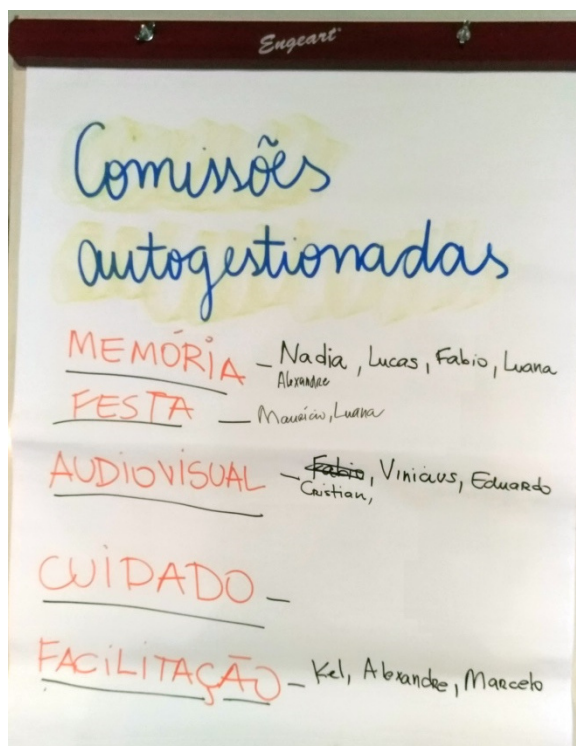 Engeart
Comissões
autogestionadas
MEMÓRIA - Nadia, Lucas, Fabio, Luana
Alexandre
FESTA - Mauricio, Luana
AUDIOVISUAL - Fabio, Vinicius, Eduardo
Cristian,
CUIDADO -
FACILITAÇÃO - Kel, Alexandre, Marcelo